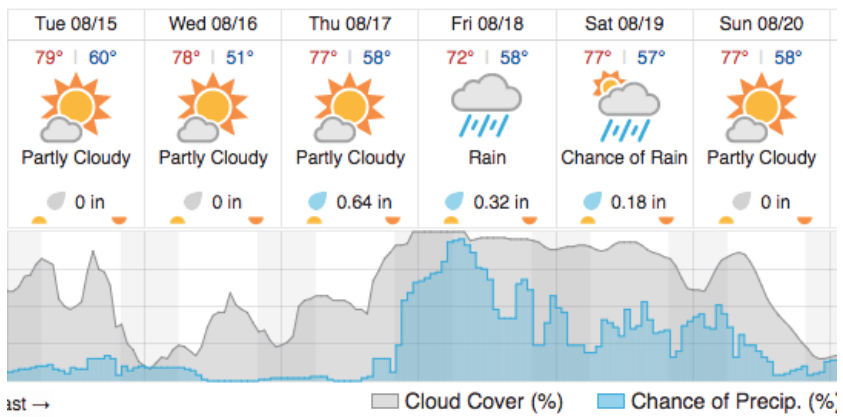 Tue 08/15 Wed 08/16 Thu 08/17 Fri 08/18 Sat 08/19 Sun 08/20
79° | 60° 78° | 51° 77° | 58° 72° | 58° 77° | 57° 77° | 58°
Partly Cloudy Partly Cloudy Partly Cloudy Rain Chance of Rain Partly Cloudy
0 in 0 in 0.64 in 0.32 in 0.18 in 0 in
ast → Cloud Cover (%) Chance of Precip. (%)